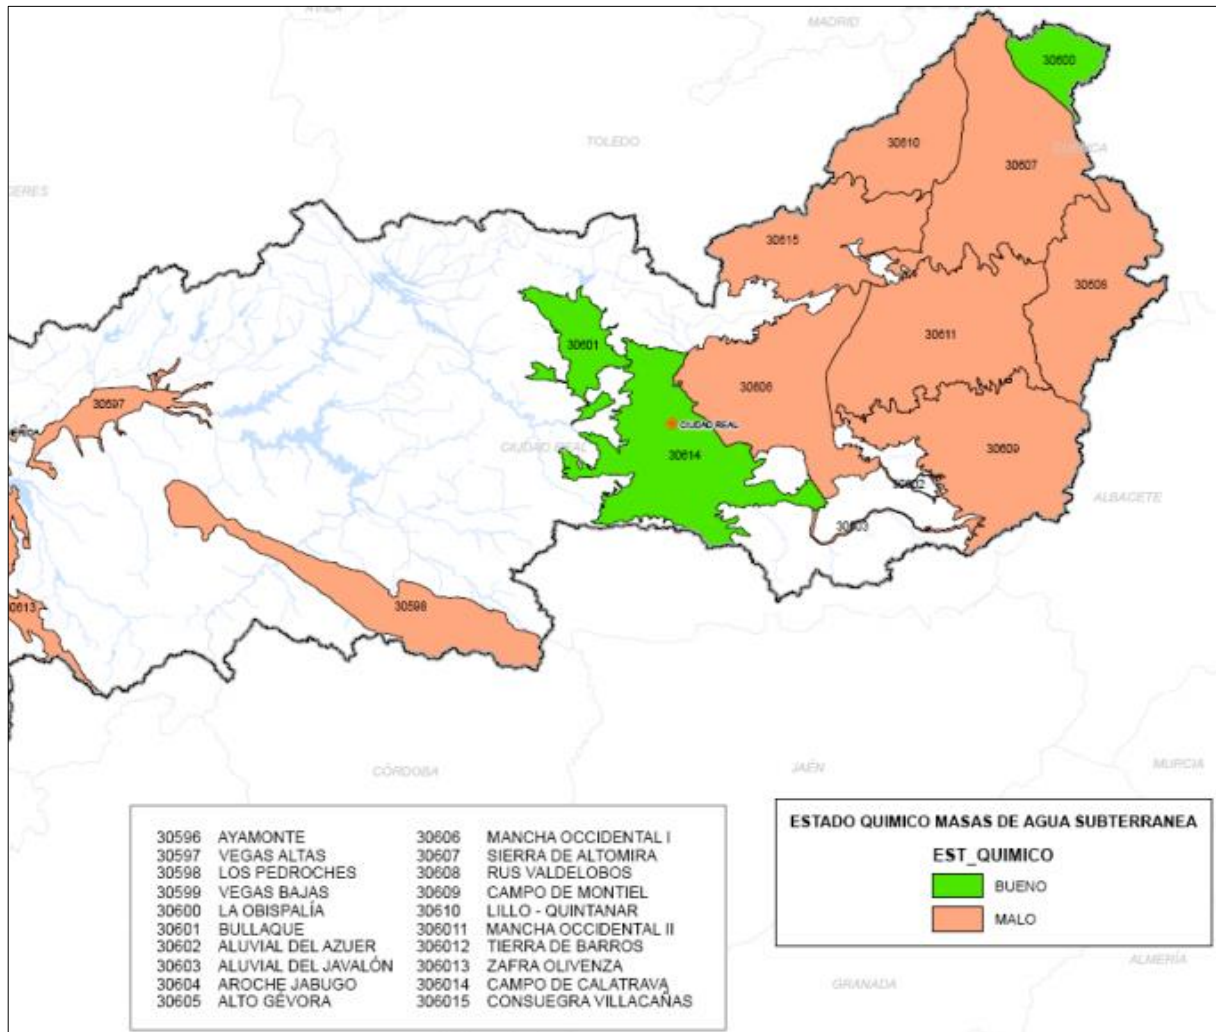 MADRID
30600
TOLEDO
30610
30607
30615
30608
30601
30611
30606
30597
CIUDAD REAL
CIUDAD REAL
30614
30609
30602
ALBACETE
30603
30598
30613
CÓRDOBA
JAÉN
MURCIA
30596 AYAMONTE
30597 VEGAS ALTAS
30598 LOS PEDROCHES
30599 VEGAS BAJAS
30600 LA OBISPALÍA
30601 BULLAQUE
30602 ALUVIAL DEL AZUER
30603 ALUVIAL DEL JAVALÓN
30604 AROCHE JABUGO
30605 ALTO GÉVORA
30606 MANCHA OCCIDENTAL I
30607 SIERRA DE ALTOMIRA
30608 RUS VALDELOBOS
30609 CAMPO DE MONTIEL
30610 LILLO - QUINTANAR
306011 MANCHA OCCIDENTAL II
306012 TIERRA DE BARROS
306013 ZAFRA OLIVENZA
306014 CAMPO DE CALATRAVA
306015 CONSUEGRA VILLACAÑAS
ESTADO QUIMICO MASAS DE AGUA SUBTERRANEA
EST_QUIMICO
BUENO
MALO
ALMERÍA
GRANADA